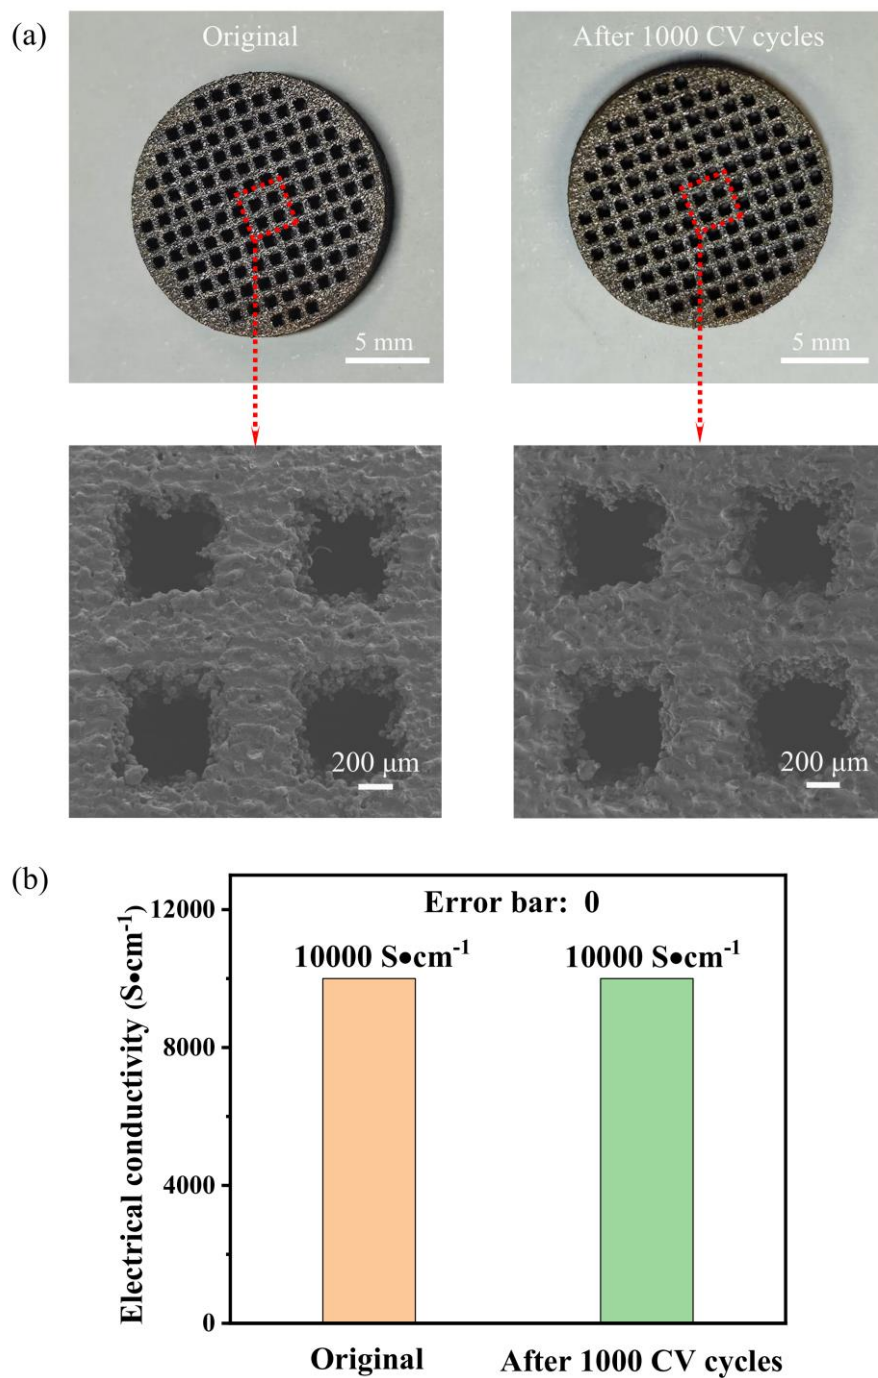 (a)
Original
After 1000 CV cycles
5 mm
5 mm
200 μm
200 μm
(b)
Electrical conductivity (S•cm⁻¹)
12000
8000
4000
0
Error bar: 0
10000 S•cm⁻¹
10000 S•cm⁻¹
Original
After 1000 CV cycles